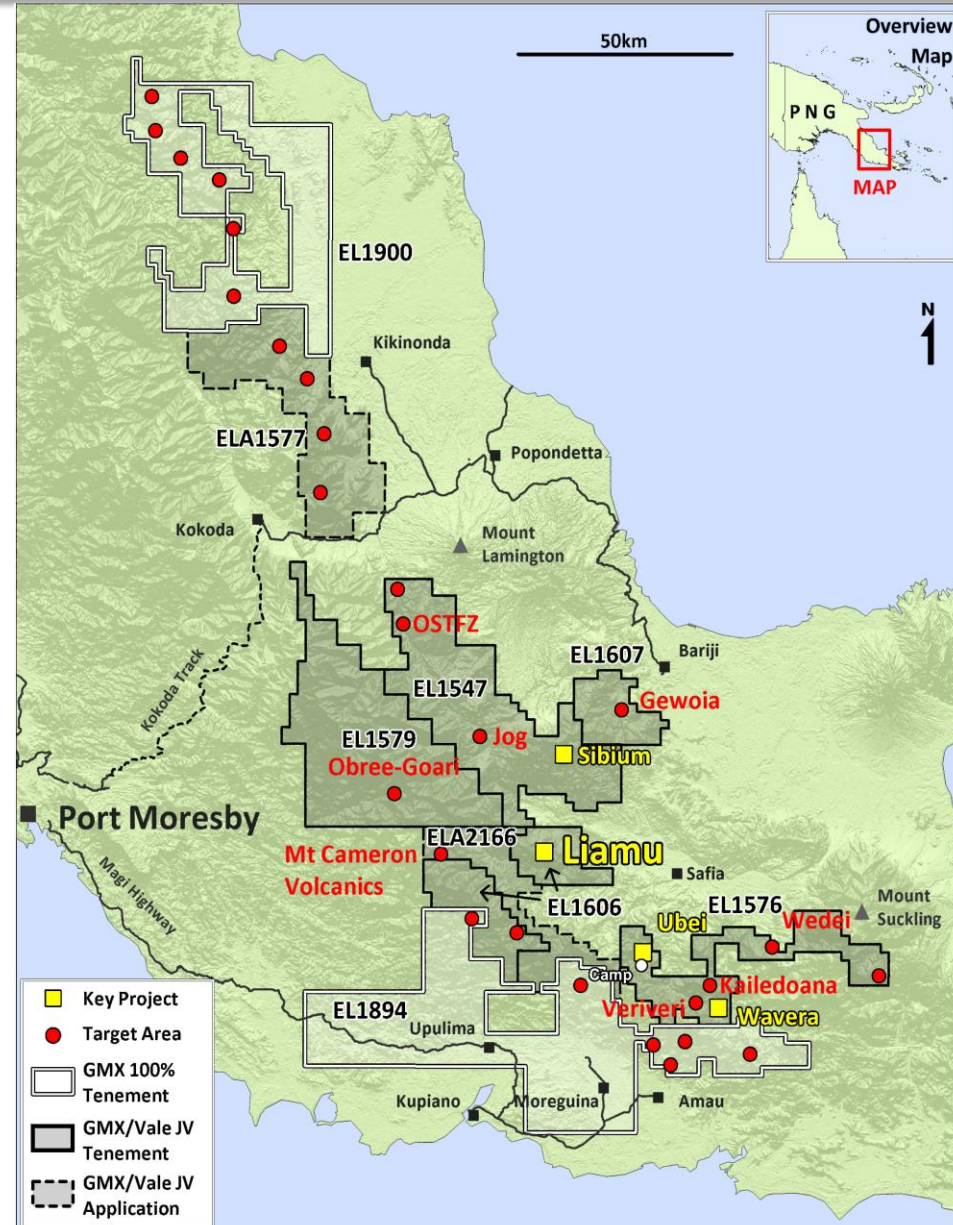 Overview
Map
50km
PNG
MAP
N
EL1900
Kikinonda
ELA1577
Popondetta
Kokoda
Mount
Lamington
Kokoda Track
OSTFZ
EL1607
Bariji
EL1547
Gewoia
EL1579
Jog
Sibium
Obree-Goari
Port Moresby
Magi Highway
ELA2166
Mt Cameron
Volcanics
Liamu
Safia
EL1606
EL1576
Mount
Suckling
Wedei
Ubei
Camp
Kailedoana
Veriveri
Wavera
EL1894
Upulima
Kupiano
Moreguina
Amau
Key Project
Target Area
GMX 100%
Tenement
GMX/Vale JV
Tenement
GMX/Vale JV
Application